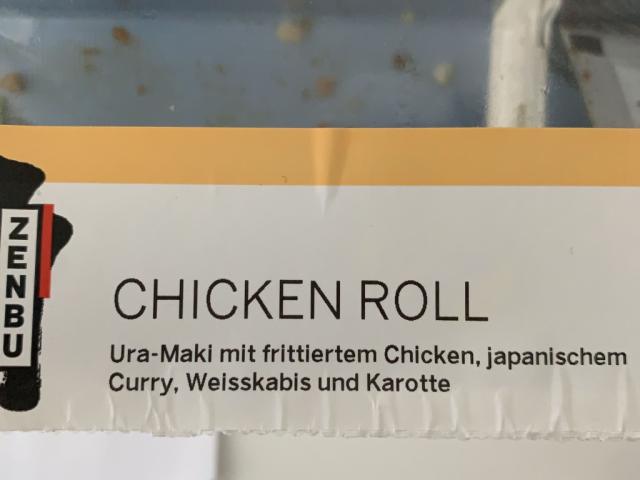 ZENBU
CHICKEN ROLL
Ura-Maki mit frittiertem Chicken, japanischem
Curry, Weisskabis und Karotte